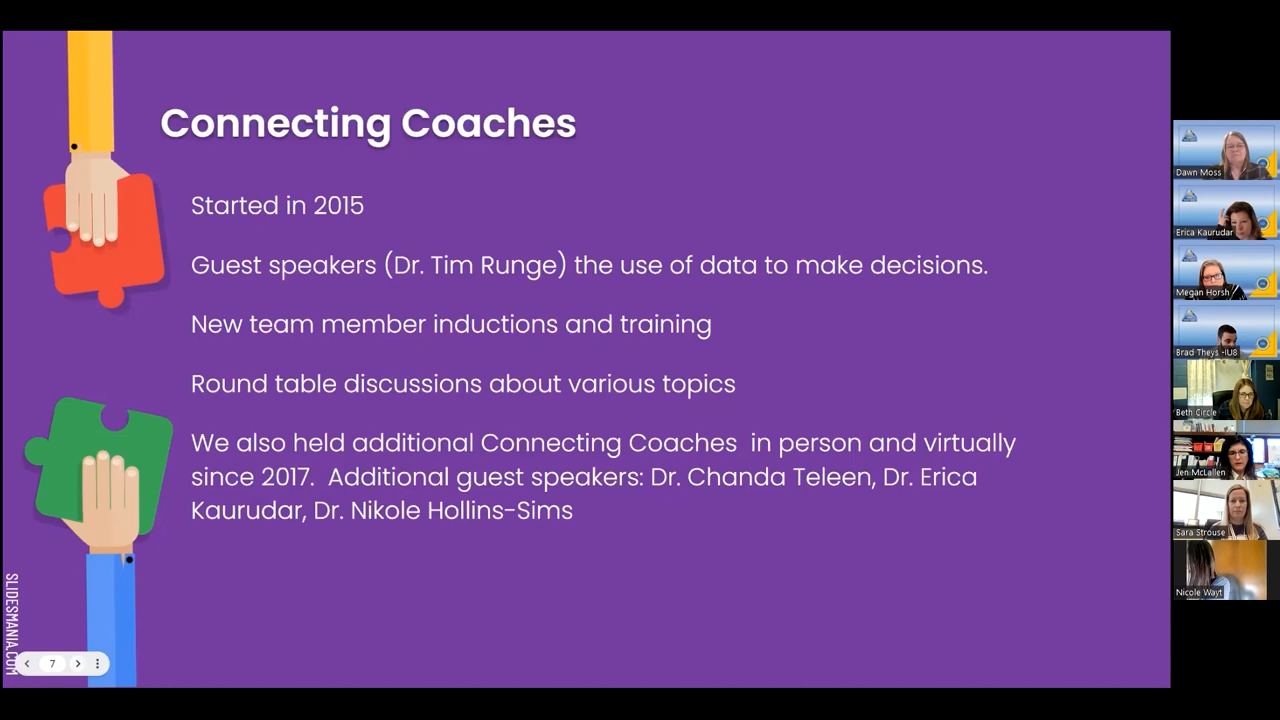 Connecting Coaches
Started in 2015
Guest speakers (Dr. Tim Runge) the use of data to make decisions.
New team member inductions and training
Round table discussions about various topics
We also held additional Connecting Coaches  in person and virtually
since 2017.  Additional guest speakers: Dr. Chanda Teleen, Dr. Erica
Kaurudar, Dr. Nikole Hollins-Sims
SLIDESMANIA.COM
7
Dawn Moss
Erica Kaurudar
Megan Horsh
Brad Theys -IU8
Beth Circle
Jen McLallen
Sara Strouse
Nicole Wayt